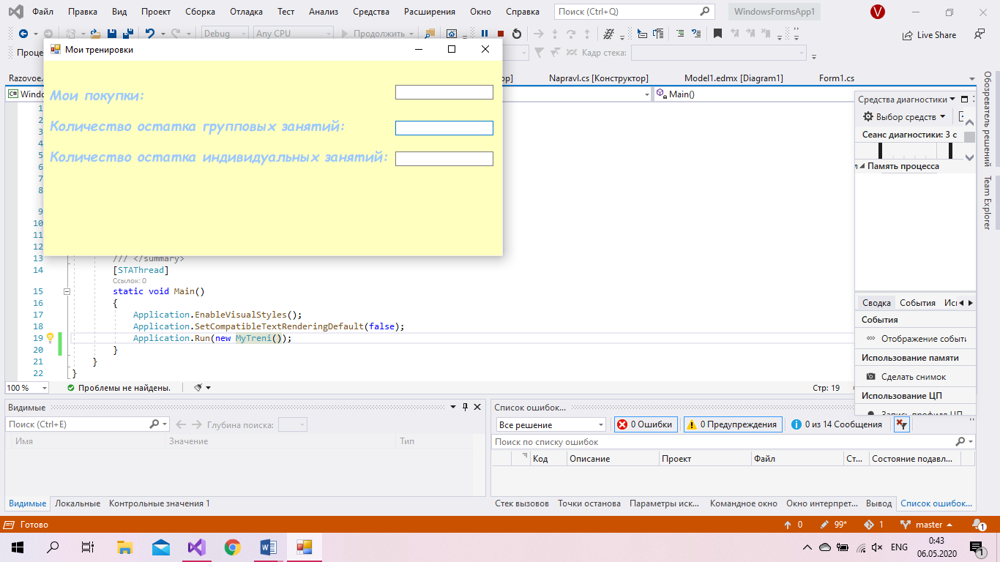 Файл Правка Вид Проект Сборка Отладка Тест Анализ Средства Расширения Окно Справка Поиск (Ctrl+Q) WindowsFormsApp1 V
Debug Any CPU Продолжить Live Share
Проце Кадр стека:
Мои тренировки
Razovoe. ор] Napravl.cs [Конструктор] Model1.edmx [Diagram1] Form1.cs
C# Windo Main()
Мои покупки:
Количество остатка групповых занятий:
Количество остатка индивидуальных занятий:
1
2
3
4
5
6
7
8
9
10
11
12
13 /// </summary>
14 [STAThread]
Ссылок: 0
15 static void Main()
16 {
17 Application.EnableVisualStyles();
18 Application.SetCompatibleTextRenderingDefault(false);
19 Application.Run(new MyTreni());
20 }
21 }
22 }
100 % Проблемы не найдены. Стр: 19
Средства диагностики
Выбор средств
Сеанс диагностики: 3 с
Память процесса
Сводка События
События
Отображение событи
Использование памяти
Сделать снимок
Использование ЦП
Запись профиля ЦП
Обозреватель решений
Team Explorer
Видимые
Поиск (Ctrl+E) Глубина поиска:
Имя Значение Тип
Видимые Локальные Контрольные значения 1
Список ошибок...
Все решение 0 Ошибки 0 Предупреждения 0 из 14 Сообщения
Поиск по списку ошибок
Код Описание Проект Файл Ст... Состояние подавл...
Стек вызовов Точки останова Параметры иск... Командное окно Окно интерпрет... Вывод Список ошибок...
Готово 0 99* 1 master 1
W ENG 0:43
06.05.2020 1